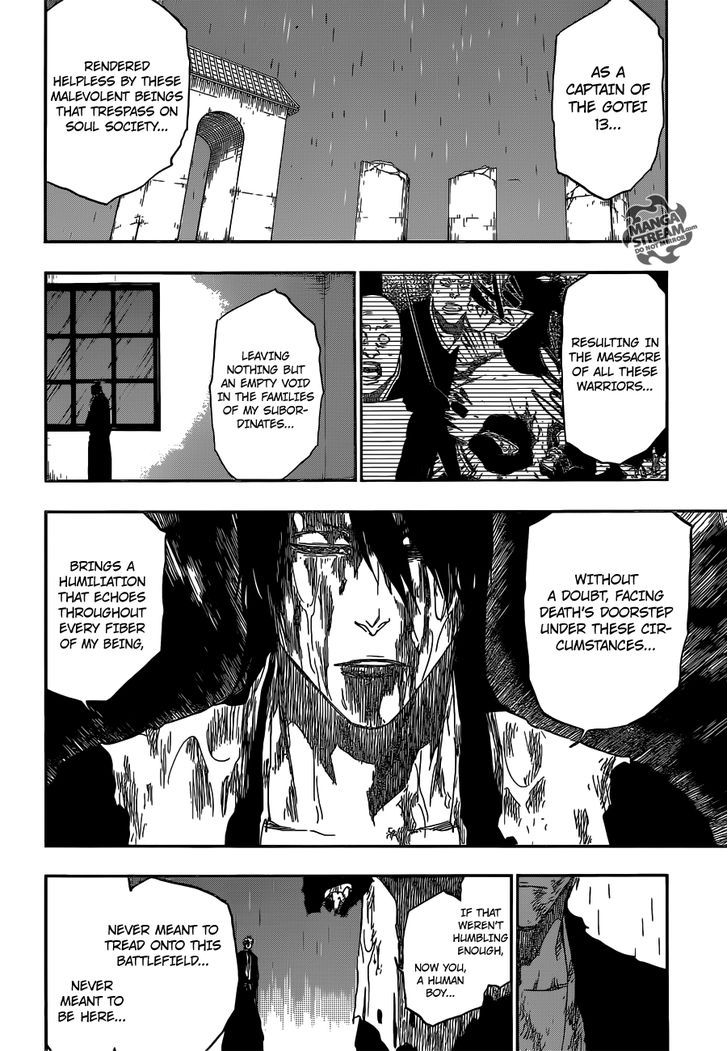 AS A
CAPTAIN OF
THE GOTEI
13...
RENDERED
HELPLESS BY THESE
MALEVOLENT BEINGS
THAT TRESPASS ON
SOUL SOCIETY...
MANGA
STREAM.com
DO NOT MIRROR
RESULTING IN
THE MASSACRE
OF ALL THESE
WARRIORS...
LEAVING
NOTHING BUT
AN EMPTY VOID
IN THE FAMILIES
OF MY SUBOR-
DINATES...
WITHOUT
A DOUBT, FACING
DEATH'S DOORSTEP
UNDER THESE CIR-
CUMSTANCES...
BRINGS A
HUMILIATION
THAT ECHOES
THROUGHOUT
EVERY FIBER
OF MY BEING,
IF THAT
WEREN'T
HUMBLING
ENOUGH,
NOW YOU,
A HUMAN
BOY...
NEVER MEANT TO
TREAD ONTO THIS
BATTLEFIELD...
NEVER
MEANT TO
BE HERE...